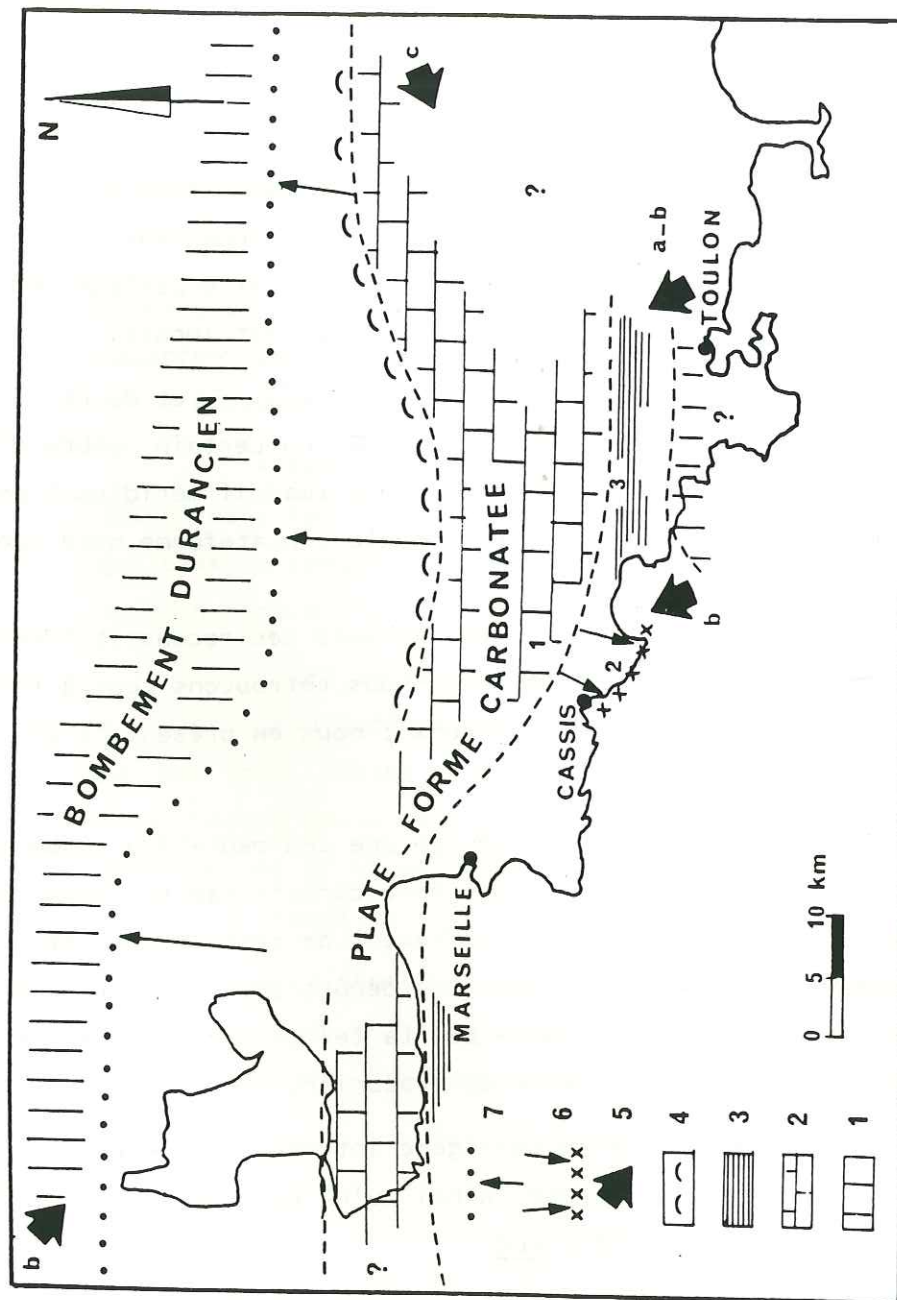 N
BOMBEMENT DURANCIEN
b
c
PLATE FORME CARBONATEE
?
?
1
3
2
a_b
b
MARSEILLE
CASSIS
TOULON
?
0 5 10 km
7
6
5
4
3
2
1